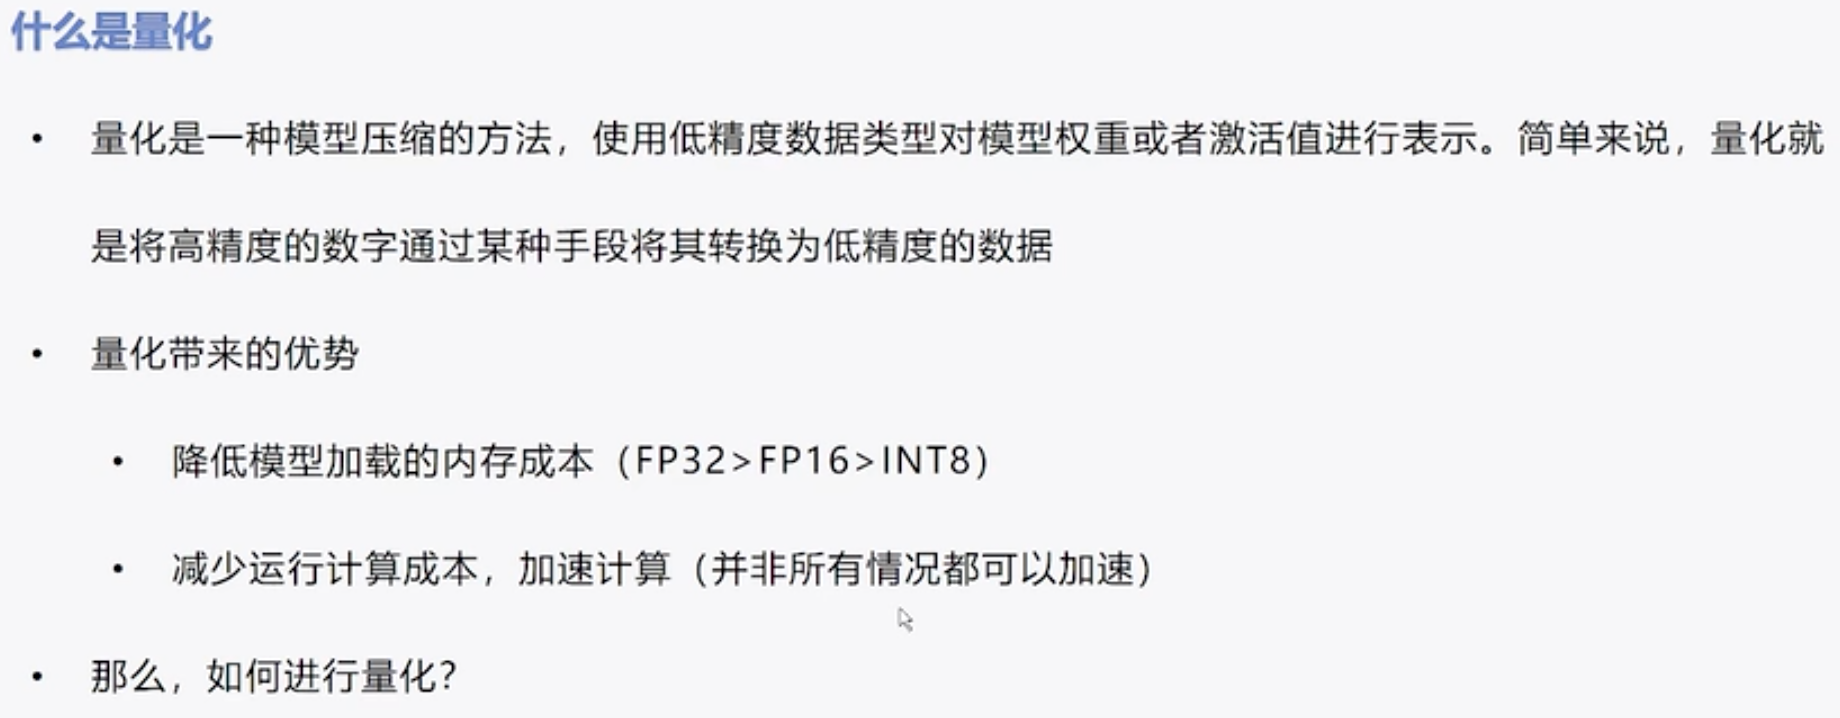 什么是量化
• 量化是一种模型压缩的方法，使用低精度数据类型对模型权重或者激活值进行表示。简单来说，量化就
是将高精度的数字通过某种手段将其转换为低精度的数据
• 量化带来的优势
• 降低模型加载的内存成本（FP32>FP16>INT8）
• 减少运行计算成本，加速计算（并非所有情况都可以加速）
• 那么，如何进行量化？